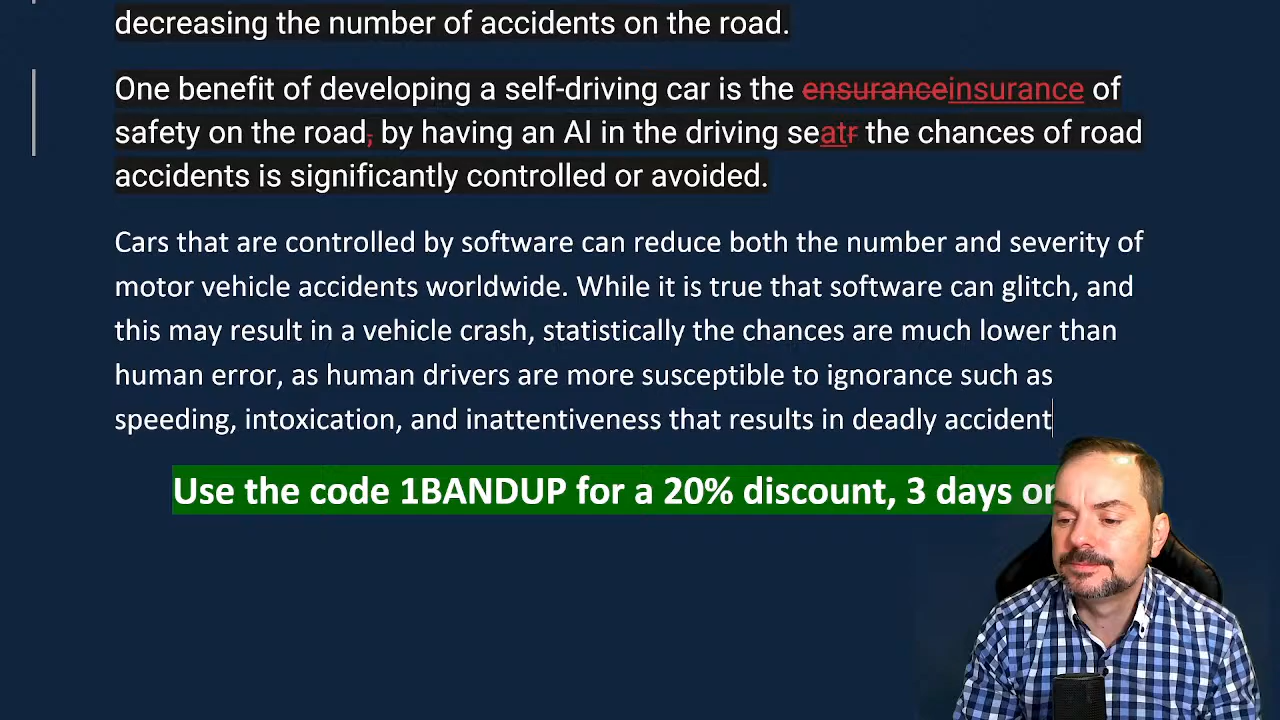 decreasing the number of accidents on the road.
One benefit of developing a self-driving car is the ensuranceinsurance of
safety on the road, by having an AI in the driving seatr the chances of road
accidents is significantly controlled or avoided.
Cars that are controlled by software can reduce both the number and severity of
motor vehicle accidents worldwide. While it is true that software can glitch, and
this may result in a vehicle crash, statistically the chances are much lower than
human error, as human drivers are more susceptible to ignorance such as
speeding, intoxication, and inattentiveness that results in deadly accident
Use the code 1BANDUP for a 20% discount, 3 days